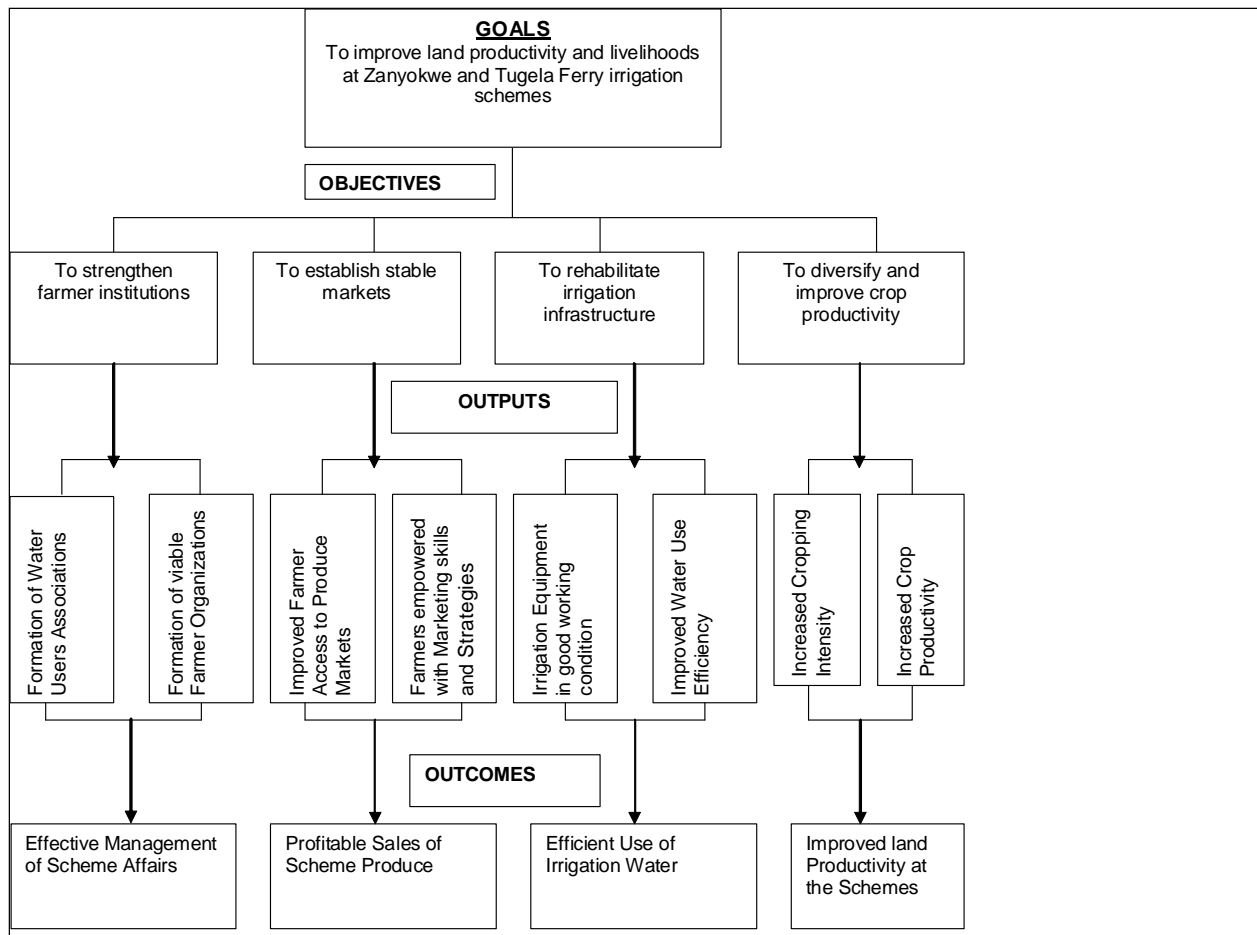 GOALS
To improve land productivity and livelihoods
at Zanyokwe and Tugela Ferry irrigation
schemes
OBJECTIVES
To strengthen
farmer institutions
To establish stable
markets
To rehabilitate
irrigation
infrastructure
To diversify and
improve crop
productivity
OUTPUTS
Formation of Water
Users Associations
Formation of viable
Farmer Organizations
Improved Farmer
Access to Produce
Markets
Farmers empowered
with Marketing skills
and Strategies
Irrigation Equipment
in good working
condition
Improved Water Use
Efficiency
Increased Cropping
Intensity
Increased Crop
Productivity
OUTCOMES
Effective Management
of Scheme Affairs
Profitable Sales of
Scheme Produce
Efficient Use of
Irrigation Water
Improved land
Productivity at
the Schemes